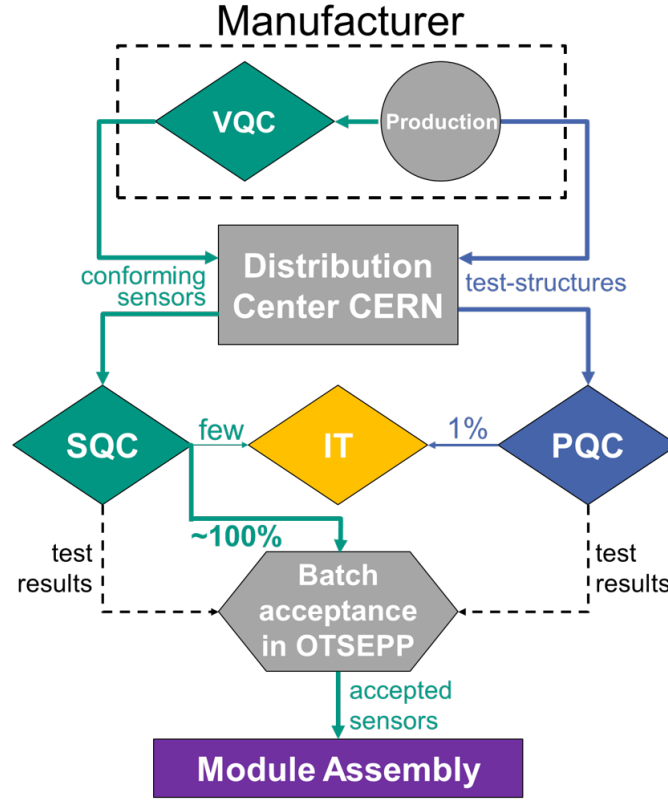 Manufacturer
VQC
Production
Distribution
Center CERN
conforming
sensors
test-structures
SQC
few
IT
1%
PQC
~100%
test
results
Batch
acceptance
in OTSEPP
test
results
accepted
sensors
Module Assembly